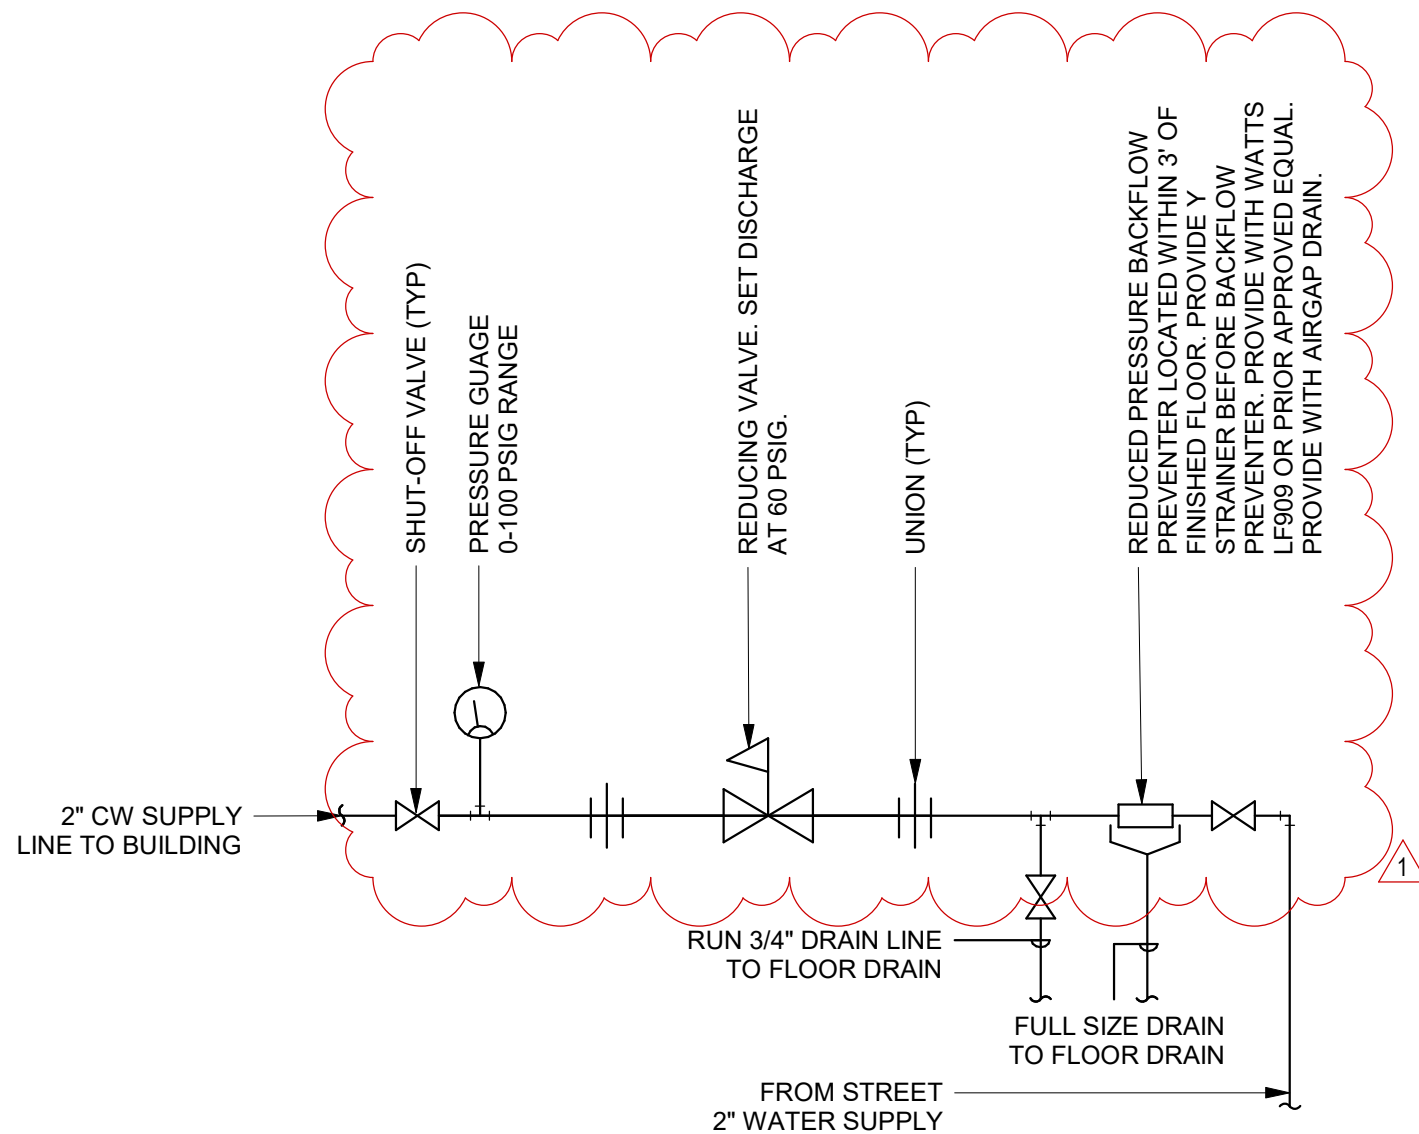 SHUT-OFF VALVE (TYP)
PRESSURE GUAGE
0-100 PSIG RANGE
REDUCING VALVE. SET DISCHARGE
AT 60 PSIG.
UNION (TYP)
REDUCED PRESSURE BACKFLOW
PREVENTER LOCATED WITHIN 3' OF
FINISHED FLOOR. PROVIDE Y
STRAINER BEFORE BACKFLOW
PREVENTER. PROVIDE WITH WATTS
LF909 OR PRIOR APPROVED EQUAL.
PROVIDE WITH AIRGAP DRAIN.
2" CW SUPPLY
LINE TO BUILDING
1
RUN 3/4" DRAIN LINE
TO FLOOR DRAIN
FULL SIZE DRAIN
TO FLOOR DRAIN
FROM STREET
2" WATER SUPPLY